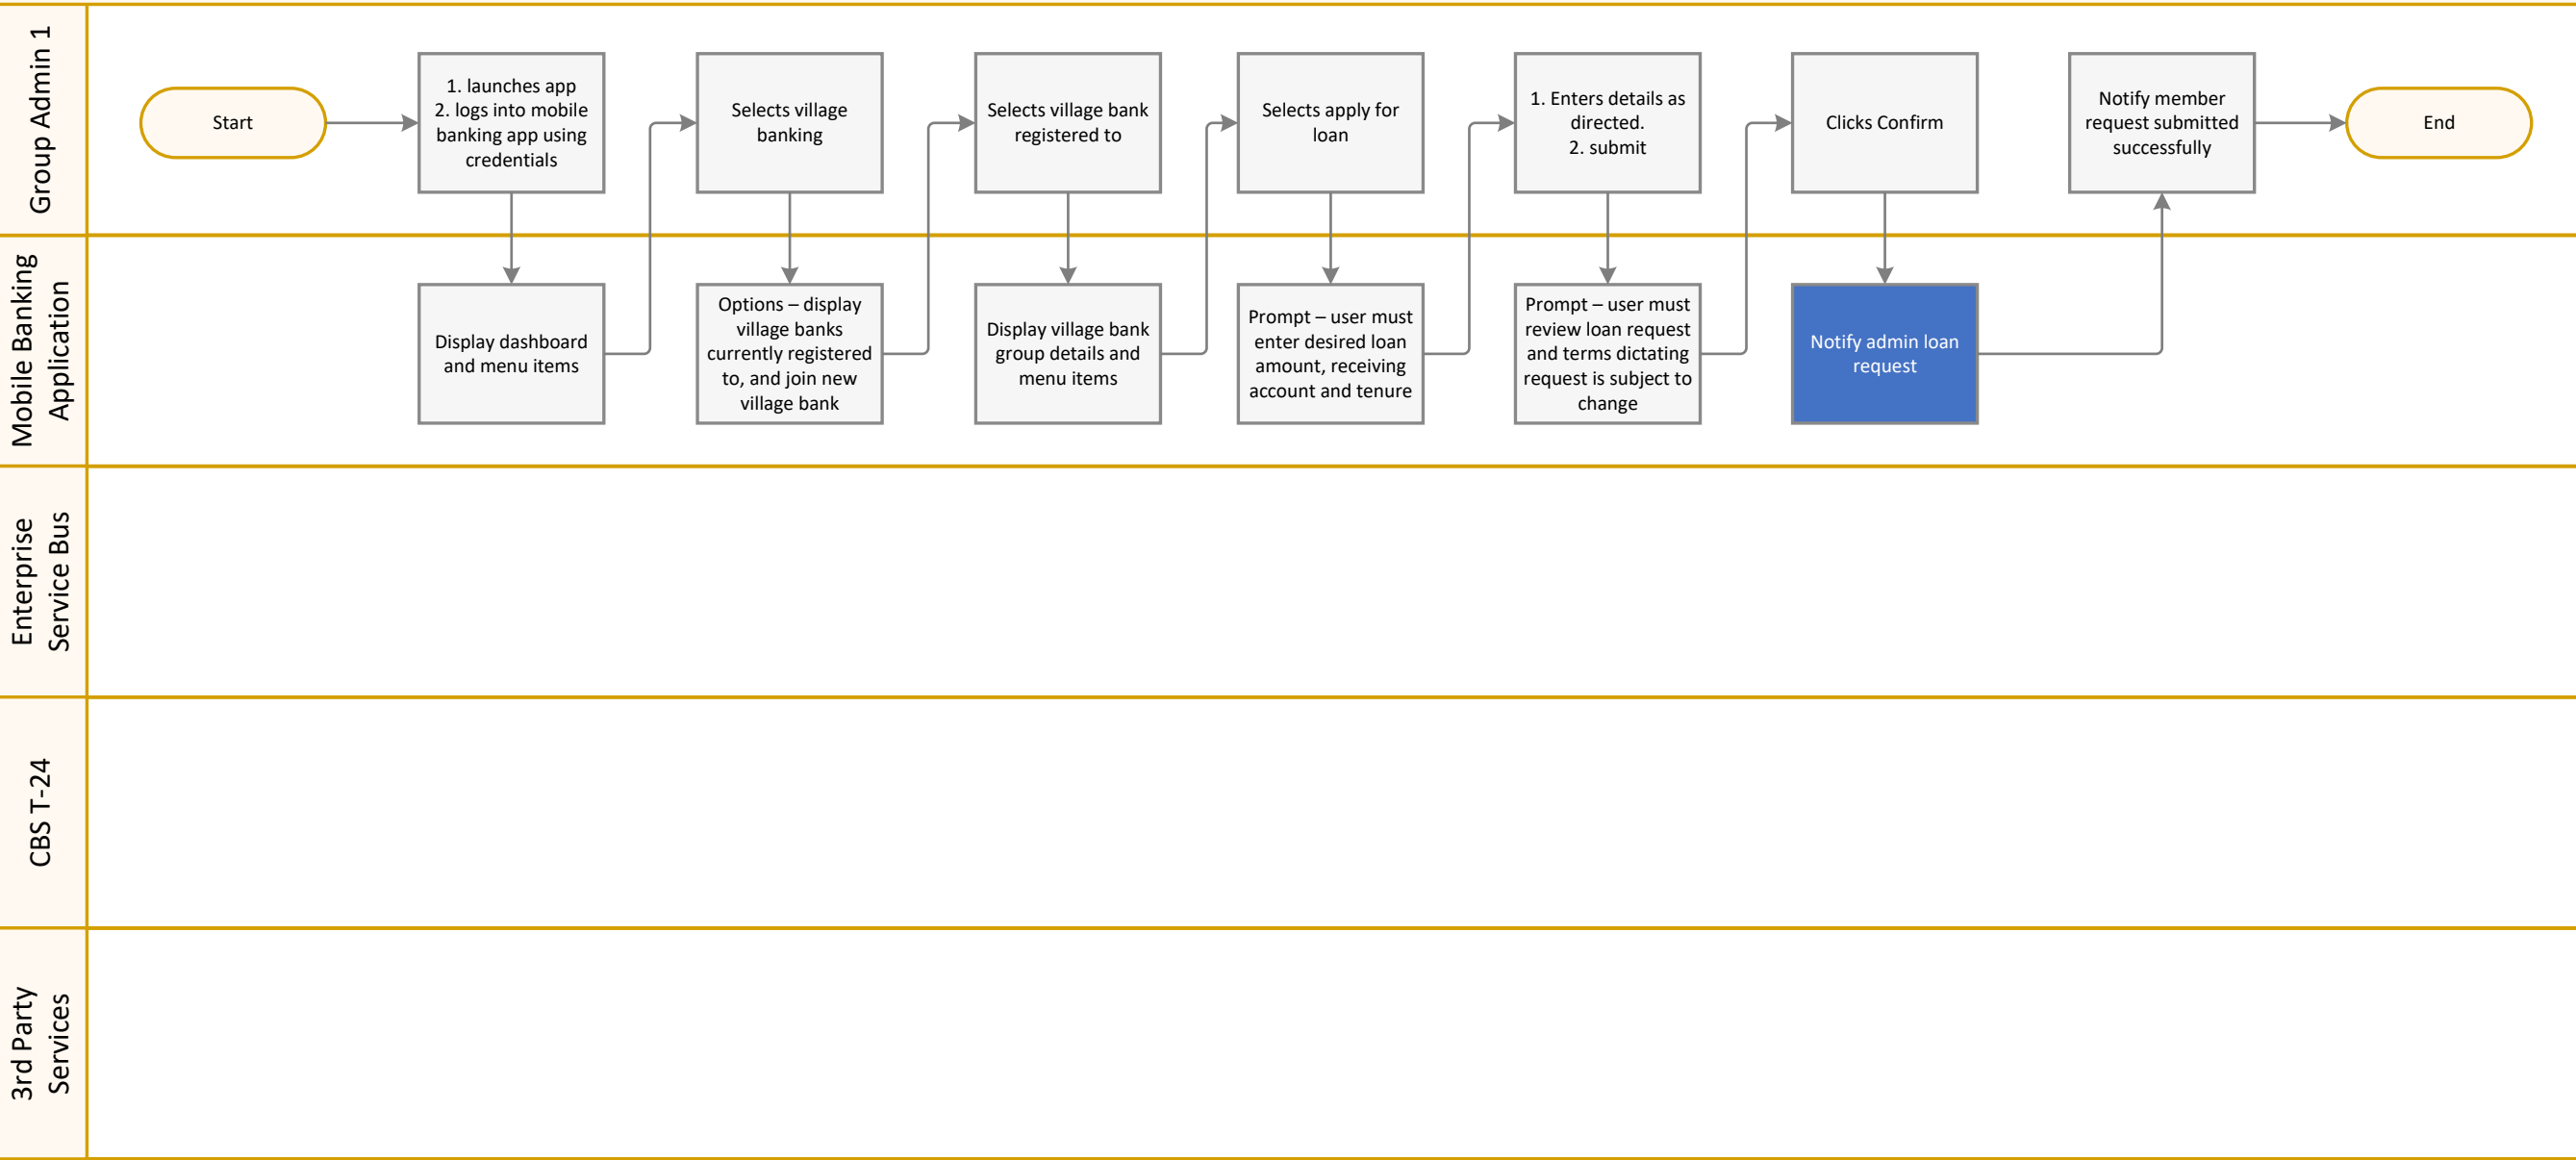 Group Admin 1
Start
1. launches app
2. logs into mobile
banking app using
credentials
Selects village
banking
Selects village bank
registered to
Selects apply for
loan
1. Enters details as
directed.
2. submit
Clicks Confirm
Notify member
request submitted
successfully
End
Mobile Banking
Application
Display dashboard
and menu items
Options – display
village banks
currently registered
to, and join new
village bank
Display village bank
group details and
menu items
Prompt – user must
enter desired loan
amount, receiving
account and tenure
Prompt – user must
review loan request
and terms dictating
request is subject to
change
Notify admin loan
request
Enterprise
Service Bus
CBS T-24
3rd Party
Services